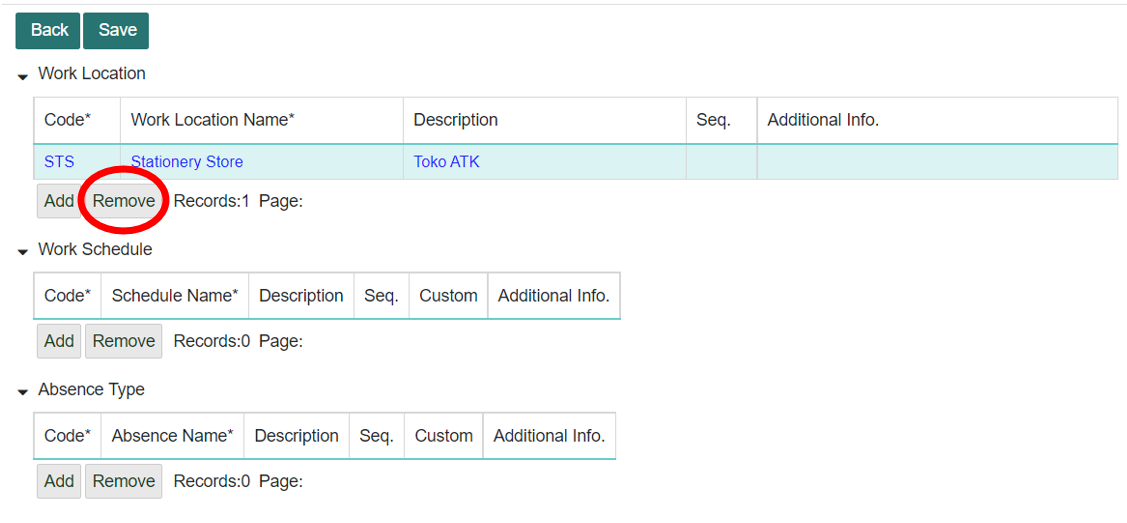 Back Save
Work Location
Code* Work Location Name* Description Seq. Additional Info.
STS Stationery Store Toko ATK
Add Remove Records:1 Page:
Work Schedule
Code* Schedule Name* Description Seq. Custom Additional Info.
Add Remove Records:0 Page:
Absence Type
Code* Absence Name* Description Seq. Custom Additional Info.
Add Remove Records:0 Page: